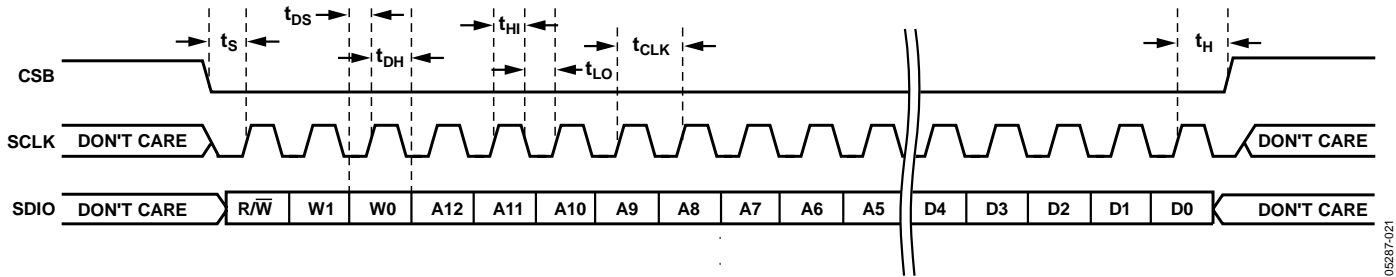 tDS
tS
tDH
tHI
tLO
tCLK
tH
CSB
SCLK DON'T CARE DON'T CARE
SDIO DON'T CARE R/W̅ W1 W0 A12 A11 A10 A9 A8 A7 A6 A5 D4 D3 D2 D1 D0 DON'T CARE
05287-021